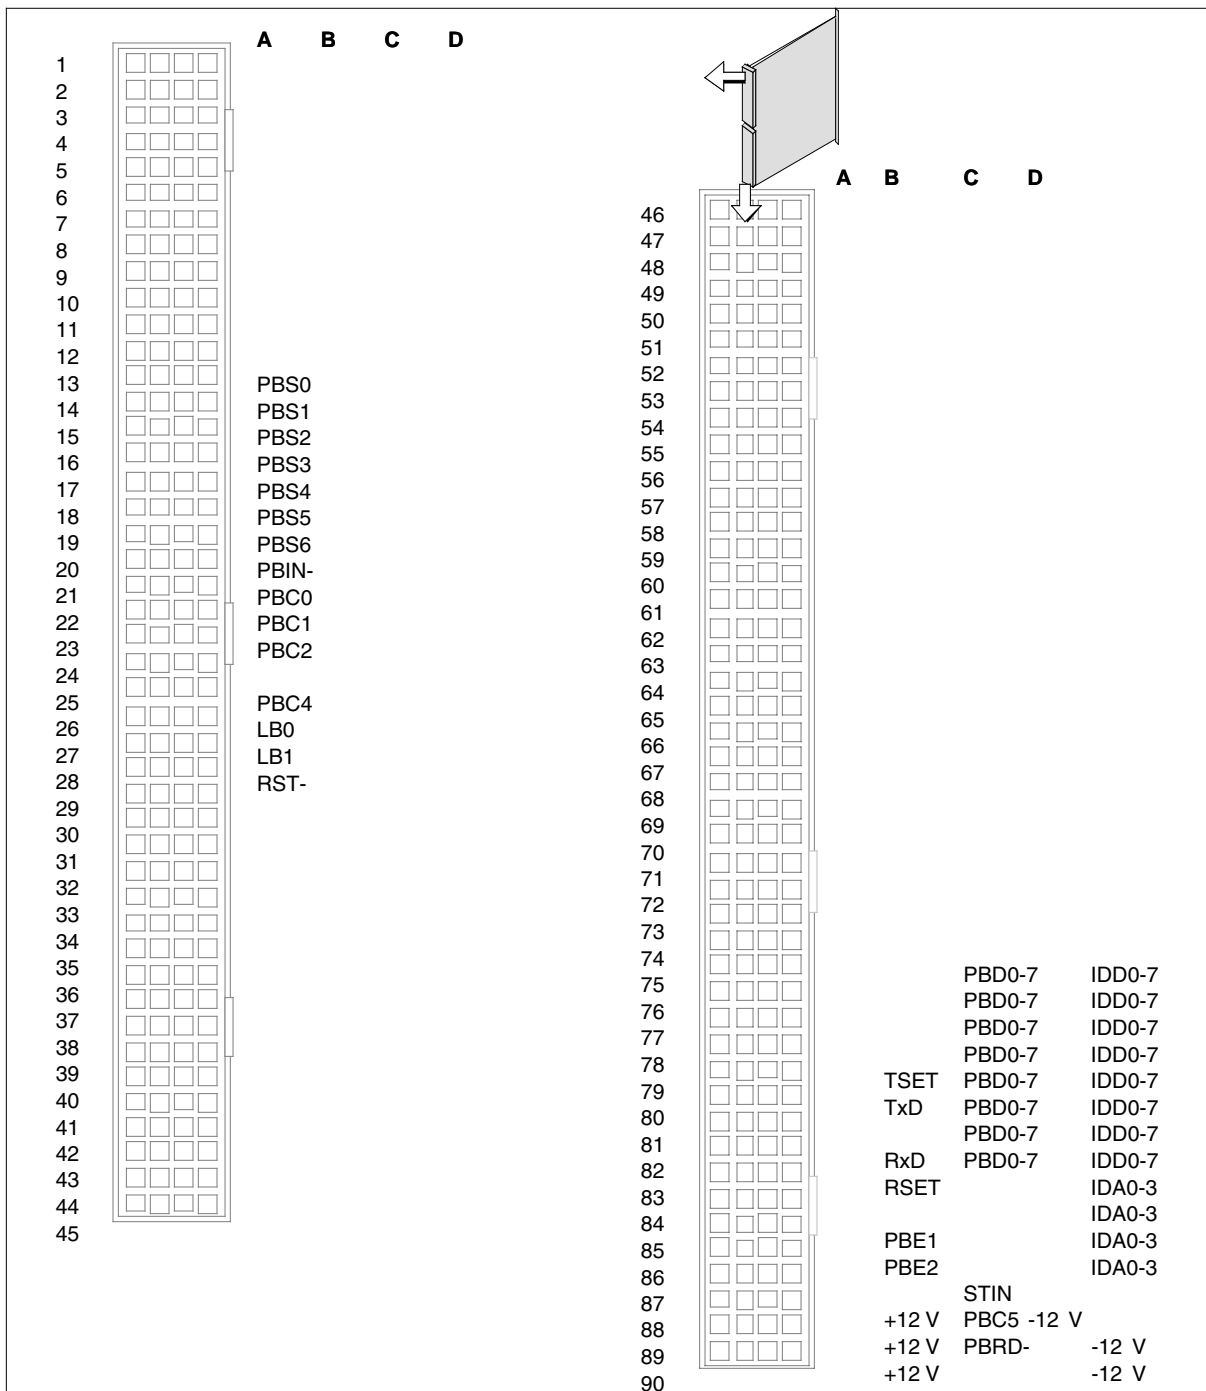 A B C D
1
2
3
4
5
6
7
8
9
10
11
12
13 PBS0
14 PBS1
15 PBS2
16 PBS3
17 PBS4
18 PBS5
19 PBS6
20 PBIN-
21 PBC0
22 PBC1
23 PBC2
24
25 PBC4
26 LB0
27 LB1
28 RST-
29
30
31
32
33
34
35
36
37
38
39
40
41
42
43
44
45
A B C D
46
47
48
49
50
51
52
53
54
55
56
57
58
59
60
61
62
63
64
65
66
67
68
69
70
71
72
73
74
75 PBD0-7 IDD0-7
76 PBD0-7 IDD0-7
77 PBD0-7 IDD0-7
78 PBD0-7 IDD0-7
79 TSET PBD0-7 IDD0-7
80 TxD PBD0-7 IDD0-7
81 PBD0-7 IDD0-7
82 RxD PBD0-7 IDD0-7
83 RSET IDA0-3
84 IDA0-3
85 PBE1 IDA0-3
86 PBE2 IDA0-3
87 STIN
88 +12 V PBC5 -12 V
89 +12 V PBRD- -12 V
90 +12 V -12 V